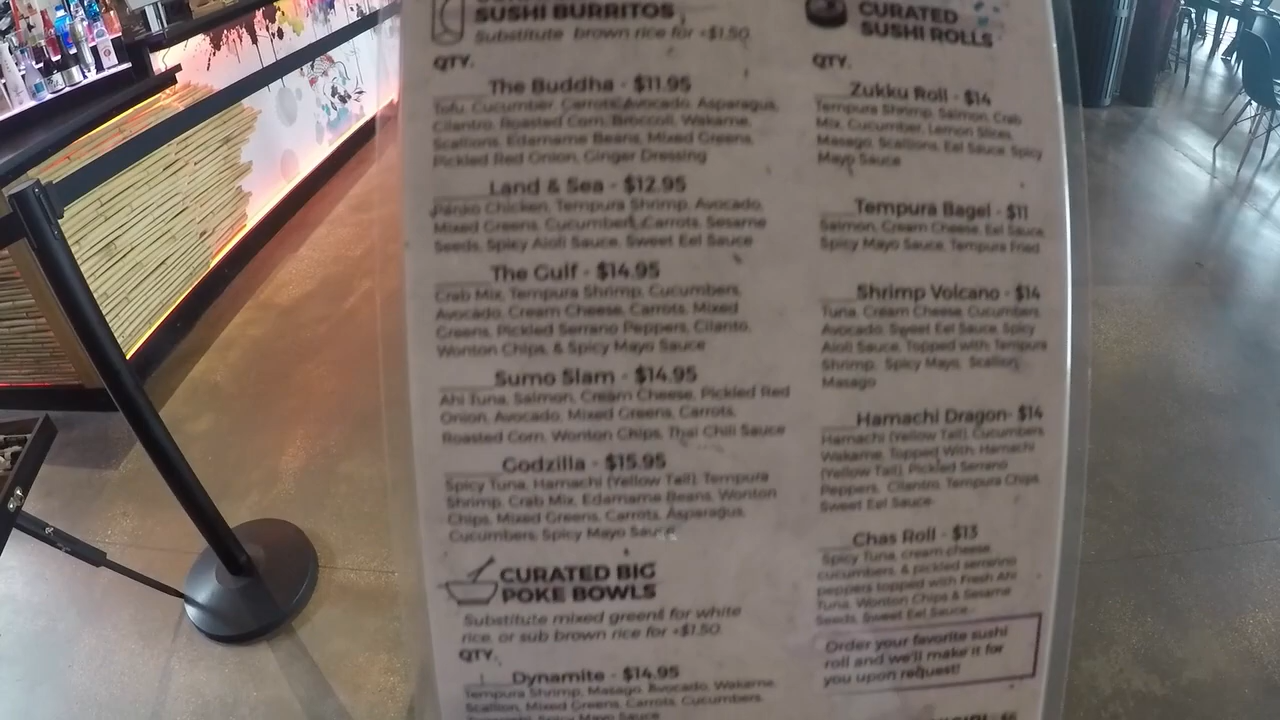 SUSHI BURRITOS
Substitute brown rice for +$1.50
QTY.
The Buddha - $11.95
Tofu, Cucumber, Carrots, Avocado, Asparagus,
Cilantro, Roasted Corn, Broccoli, Wakame,
Scallions, Edamame Beans, Mixed Greens,
Pickled Red Onion, Ginger Dressing
Land & Sea - $12.95
Panko Chicken, Tempura Shrimp, Avocado,
Mixed Greens, Cucumbers, Carrots, Sesame
Seeds, Spicy Aioli Sauce, Sweet Eel Sauce
The Gulf - $14.95
Crab Mix, Tempura Shrimp, Cucumbers,
Avocado, Cream Cheese, Carrots, Mixed
Greens, Pickled Serrano Peppers, Cilanto,
Wonton Chips, & Spicy Mayo Sauce
Sumo Slam - $14.95
Ahi Tuna, Salmon, Cream Cheese, Pickled Red
Onion, Avocado, Mixed Greens, Carrots,
Roasted Corn, Wonton Chips, Thai Chili Sauce
Godzilla - $15.95
Spicy Tuna, Hamachi (Yellow Tail), Tempura
Shrimp, Crab Mix, Edamame Beans, Wonton
Chips, Mixed Greens, Carrots, Asparagus,
Cucumbers, Spicy Mayo Sauce
CURATED BIG
POKE BOWLS
Substitute mixed greens for white
rice, or sub brown rice for +$1.50
QTY.
Dynamite - $14.95
Tempura Shrimp, Masago, Avocado, Wakame,
Scallion, Mixed Greens, Carrots, Cucumbers,
Spicy Mayo Sauce
CURATED
SUSHI ROLLS
QTY.
Zukku Roll - $14
Tempura Shrimp, Salmon, Crab
Mix, Cucumber, Lemon Slices,
Masago, Scallions, Eel Sauce, Spicy
Mayo Sauce
Tempura Bagel - $11
Salmon, Cream Cheese, Eel Sauce,
Spicy Mayo Sauce, Tempura Fried
Shrimp Volcano - $14
Tuna, Cream Cheese, Cucumbers,
Avocado, Sweet Eel Sauce, Spicy
Aioli Sauce, Topped with Tempura
Shrimp, Spicy Mayo, Scallion,
Masago
Hamachi Dragon- $14
Hamachi (Yellow Tail), Cucumbers,
Wakame, Topped With: Hamachi
(Yellow Tail), Pickled Serrano
Peppers, Cilantro, Tempura Chips,
Sweet Eel Sauce
Chas Roll - $13
Spicy Tuna, cream cheese,
cucumbers, & pickled serranno
peppers topped with Fresh Ahi
Tuna, Wonton Chips & Sesame
Seeds, Sweet Eel Sauce
Order your favorite sushi
roll and we'll make it for
you upon request!